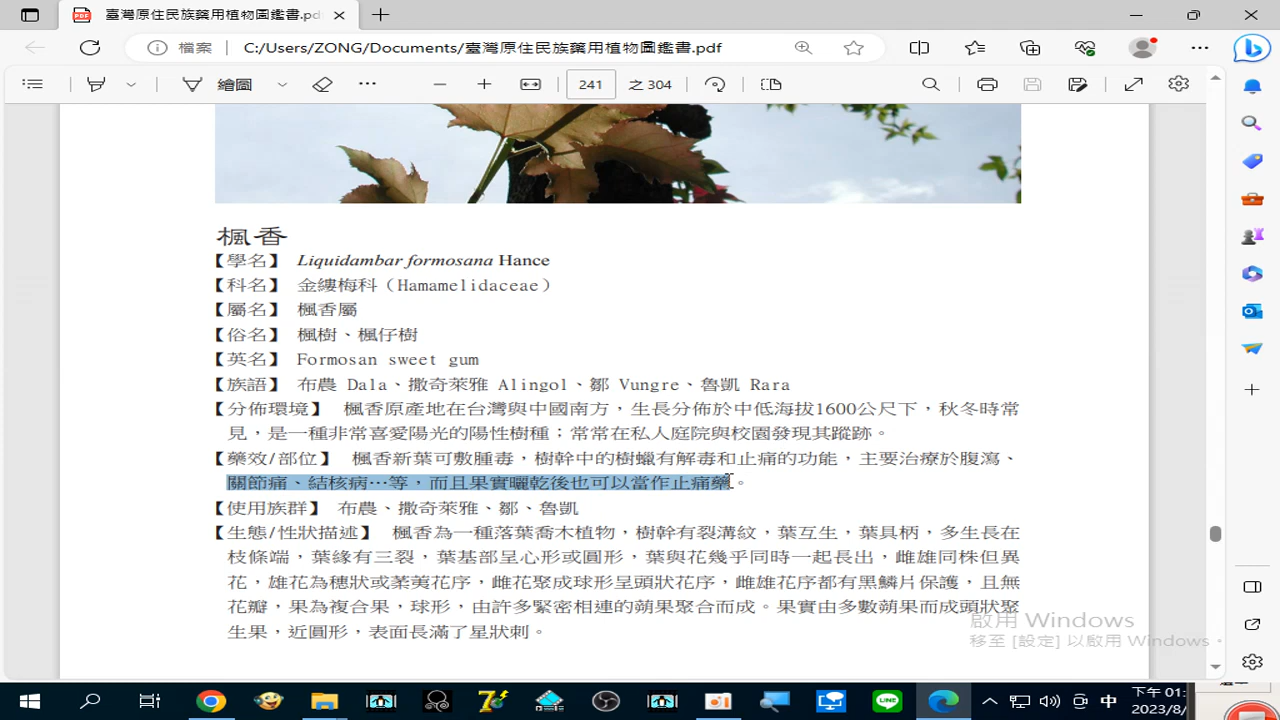 臺灣原住民族藥用植物圖鑑書.pd
檔案 C:/Users/ZONG/Documents/臺灣原住民族藥用植物圖鑑書.pdf
繪圖 241 之 304
楓香
【學名】 Liquidambar formosana Hance
【科名】 金縷梅科（Hamamelidaceae）
【屬名】 楓香屬
【俗名】 楓樹、楓仔樹
【英名】 Formosan sweet gum
【族語】 布農 Dala、撒奇萊雅 Alingol、鄒 Vungre、魯凱 Rara
【分佈環境】 楓香原產地在台灣與中國南方，生長分佈於中低海拔1600公尺下，秋冬時常
見，是一種非常喜愛陽光的陽性樹種；常常在私人庭院與校園發現其蹤跡。
【藥效/部位】 楓香新葉可敷腫毒，樹幹中的樹蠟有解毒和止痛的功能，主要治療於腹瀉、
關節痛、結核病…等，而且果實曬乾後也可以當作止痛藥。
【使用族群】 布農、撒奇萊雅、鄒、魯凱
【生態/性狀描述】 楓香為一種落葉喬木植物，樹幹有裂溝紋，葉互生，葉具柄，多生長在
枝條端，葉緣有三裂，葉基部呈心形或圓形，葉與花幾乎同時一起長出，雌雄同株但異
花，雄花為穗狀或葇荑花序，雌花聚成球形呈頭狀花序，雌雄花序都有黑鱗片保護，且無
花瓣，果為複合果，球形，由許多緊密相連的蒴果聚合而成。果實由多數蒴果而成頭狀聚
生果，近圓形，表面長滿了星狀刺。
啟用 Windows
移至 [設定] 以啟用 Windows。
中 下午 01:
2023/8/